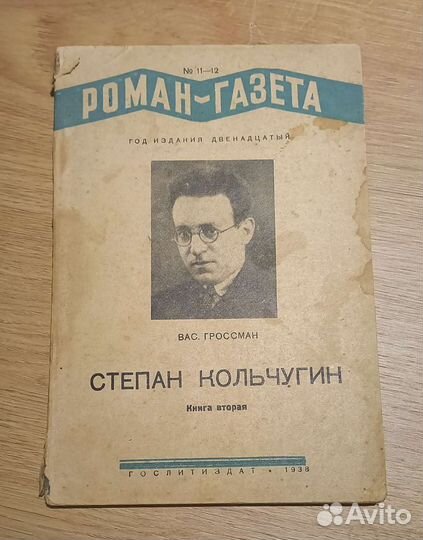 № 11—12
РОМАН-ГАЗЕТА
ГОД ИЗДАНИЯ ДВЕНАДЦАТЫЙ
ВАС. ГРОССМАН
СТЕПАН КОЛЬЧУГИН
Книга вторая
ГОСЛИТИЗДАТ • 1938
Avito